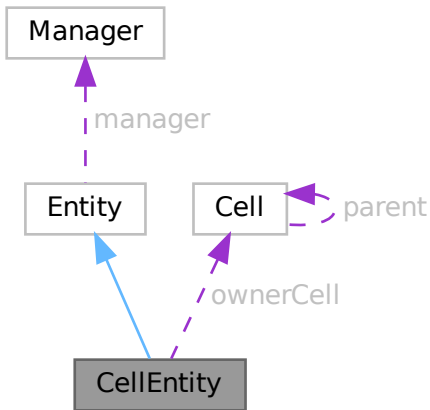 Manager
manager
Entity
Cell
parent
ownerCell
CellEntity